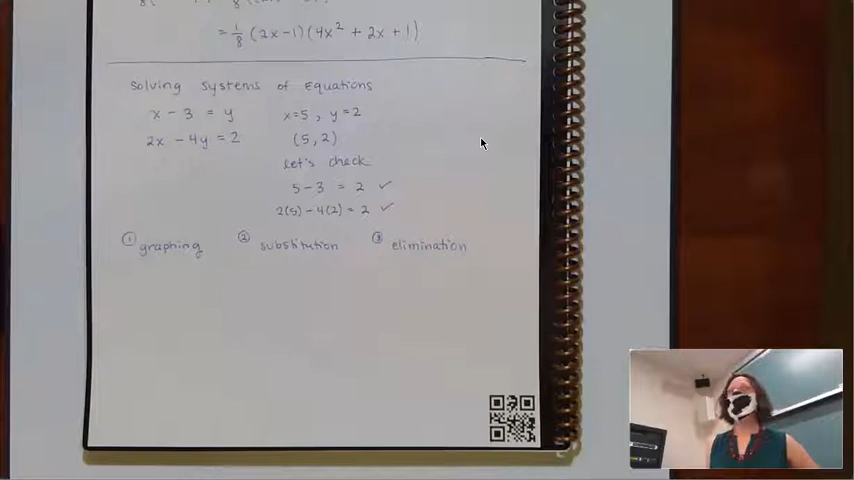 = 1/8 (2x-1)(4x² + 2x + 1)
Solving Systems of Equations
x - 3 = y
x=5, y=2
2x - 4y = 2
(5, 2)
let's check
5-3 = 2 ✓
2(5) - 4(2) = 2 ✓
① graphing ② substitution ③ elimination